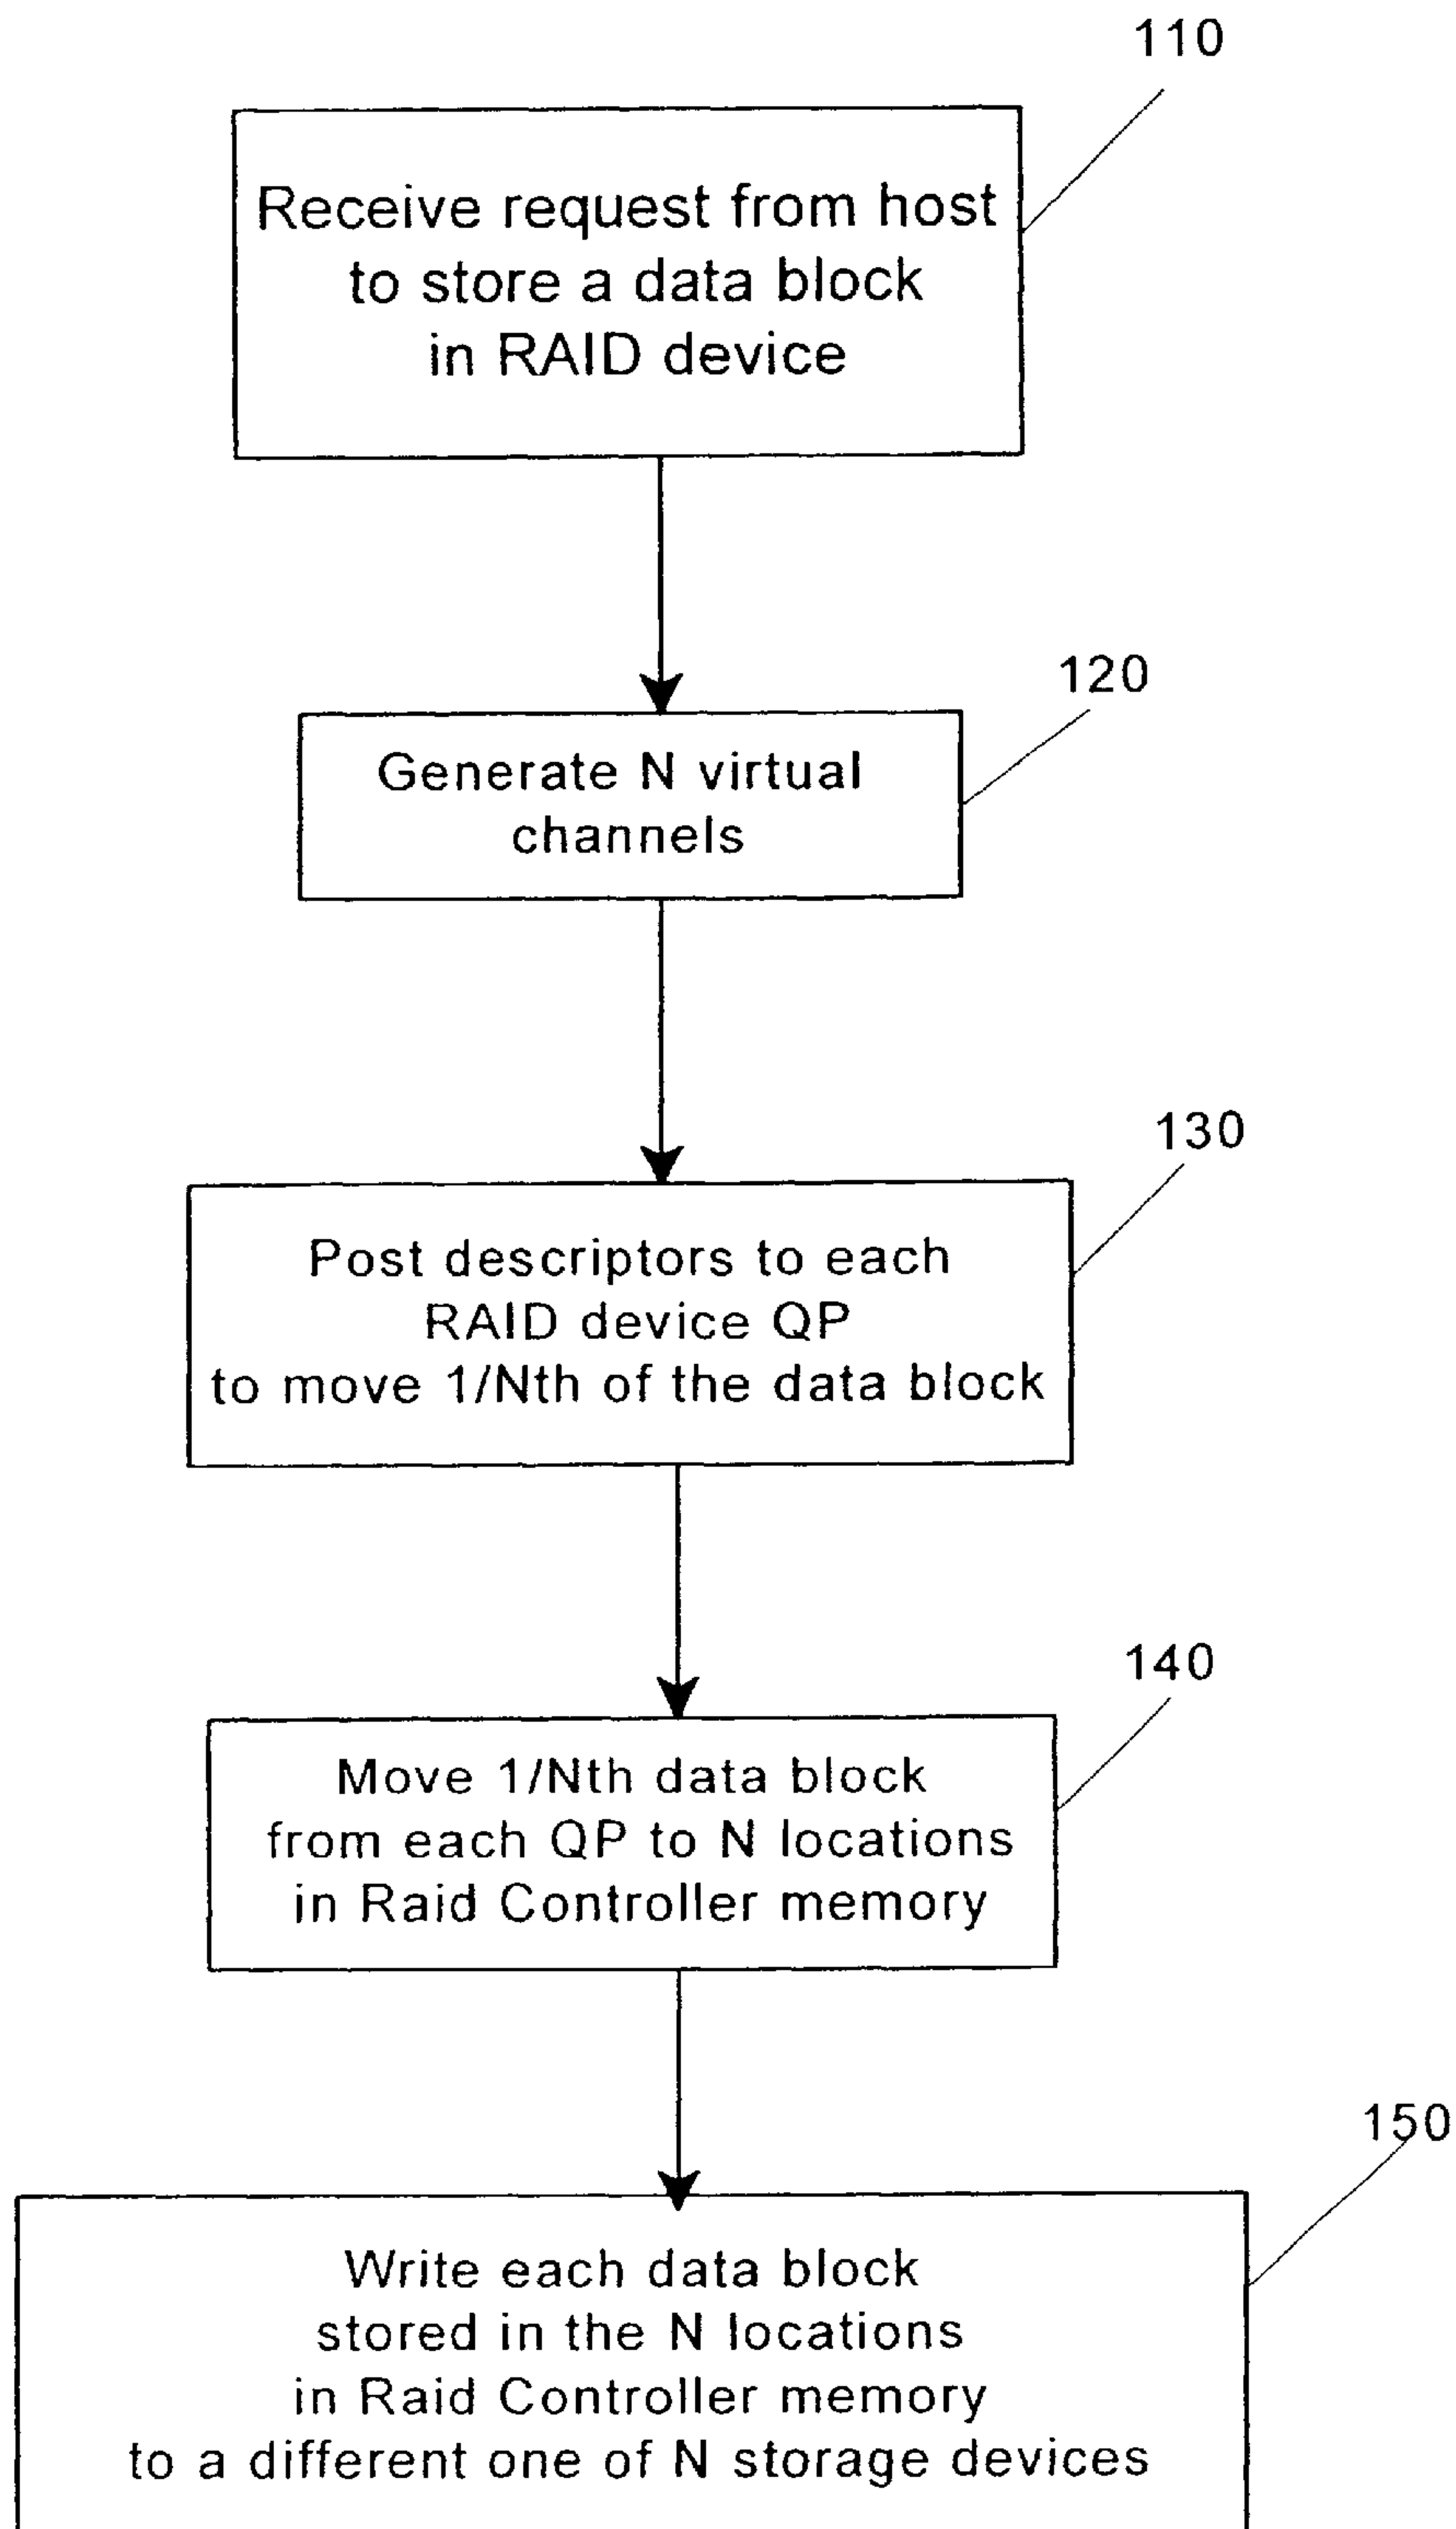 110
Receive request from host
to store a data block
in RAID device
120
Generate N virtual
channels
130
Post descriptors to each
RAID device QP
to move 1/Nth of the data block
140
Move 1/Nth data block
from each QP to N locations
in Raid Controller memory
150
Write each data block
stored in the N locations
in Raid Controller memory
to a different one of N storage devices